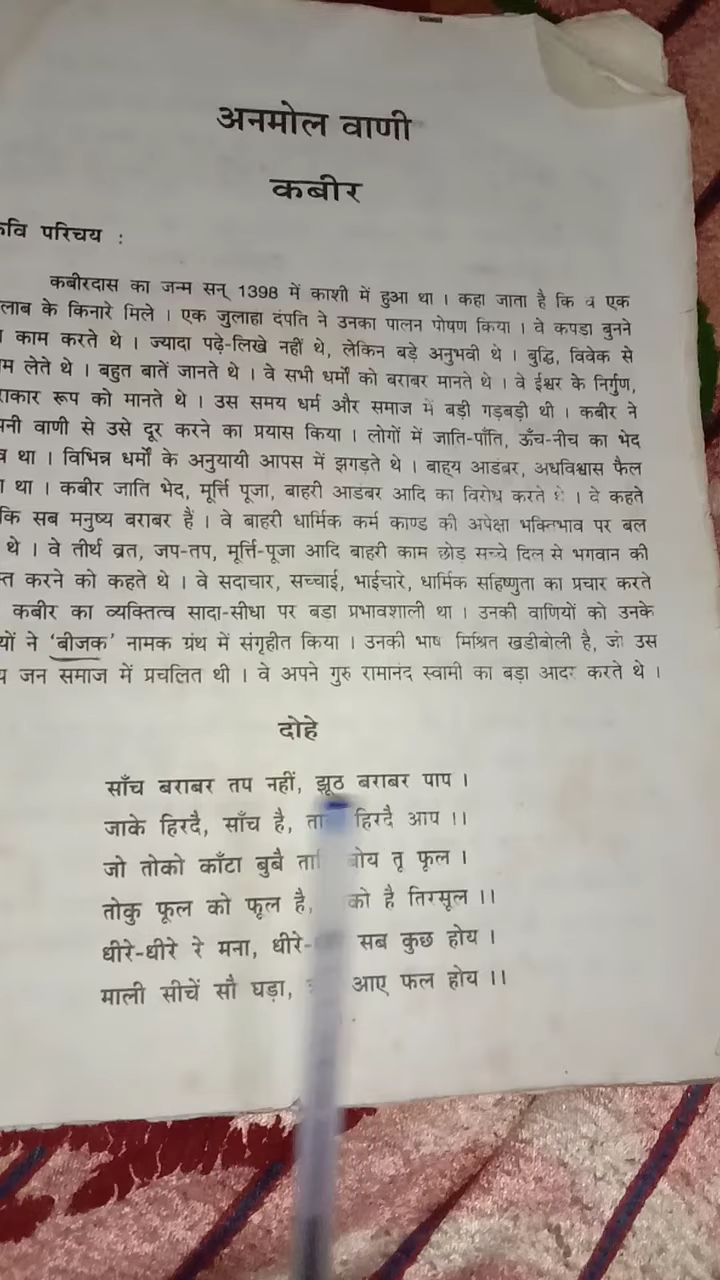 अनमोल वाणी
कबीर
कवि परिचय :
कबीरदास का जन्म सन् 1398 में काशी में हुआ था । कहा जाता है कि व एक
लाब के किनारे मिले । एक जुलाहा दंपति ने उनका पालन पोषण किया । वे कपडा बुनने
काम करते थे । ज्यादा पढ़े-लिखे नहीं थे, लेकिन बड़े अनुभवी थे । बुद्धि, विवेक से
म लेते थे । बहुत बातें जानते थे । वे सभी धर्मों को बराबर मानते थे । वे ईश्वर के निर्गुण,
राकार रूप को मानते थे । उस समय धर्म और समाज में बड़ी गड़बड़ी थी । कबीर ने
पनी वाणी से उसे दूर करने का प्रयास किया । लोगों में जाति-पाँति, ऊँच-नीच का भेद
व था । विभिन्न धर्मों के अनुयायी आपस में झगड़ते थे । बाह्य आडंबर, अधविश्वास फैल
था । कबीर जाति भेद, मूर्त्ति पूजा, बाहरी आडंबर आदि का विरोध करते थे । वे कहते
कि सब मनुष्य बराबर हैं । वे बाहरी धार्मिक कर्म काण्ड की अपेक्षा भक्तिभाव पर बल
थे । वे तीर्थ व्रत, जप-तप, मूर्त्ति-पूजा आदि बाहरी काम छोड़ सच्चे दिल से भगवान की
करने को कहते थे । वे सदाचार, सच्चाई, भाईचारे, धार्मिक सहिष्णुता का प्रचार करते
कबीर का व्यक्तित्व सादा-सीधा पर बडा प्रभावशाली था । उनकी वाणियों को उनके
यों ने ‘बीजक’ नामक ग्रंथ में संगृहीत किया । उनकी भाष मिश्रित खडीबोली है, जो उस
जन समाज में प्रचलित थी । वे अपने गुरु रामानंद स्वामी का बड़ा आदर करते थे ।
दोहे
साँच बराबर तप नहीं, झूठ बराबर पाप ।
जाके हिरदै, साँच है, हिरदै आप ।।
जो तोको काँटा बुबै बोय तू फूल ।
तोकु फूल को फूल है, को है तिरसूल ।।
धीरे-धीरे रे मना, धीरे- सब कुछ होय ।
माली सीचें सौ घड़ा, आए फल होय ।।